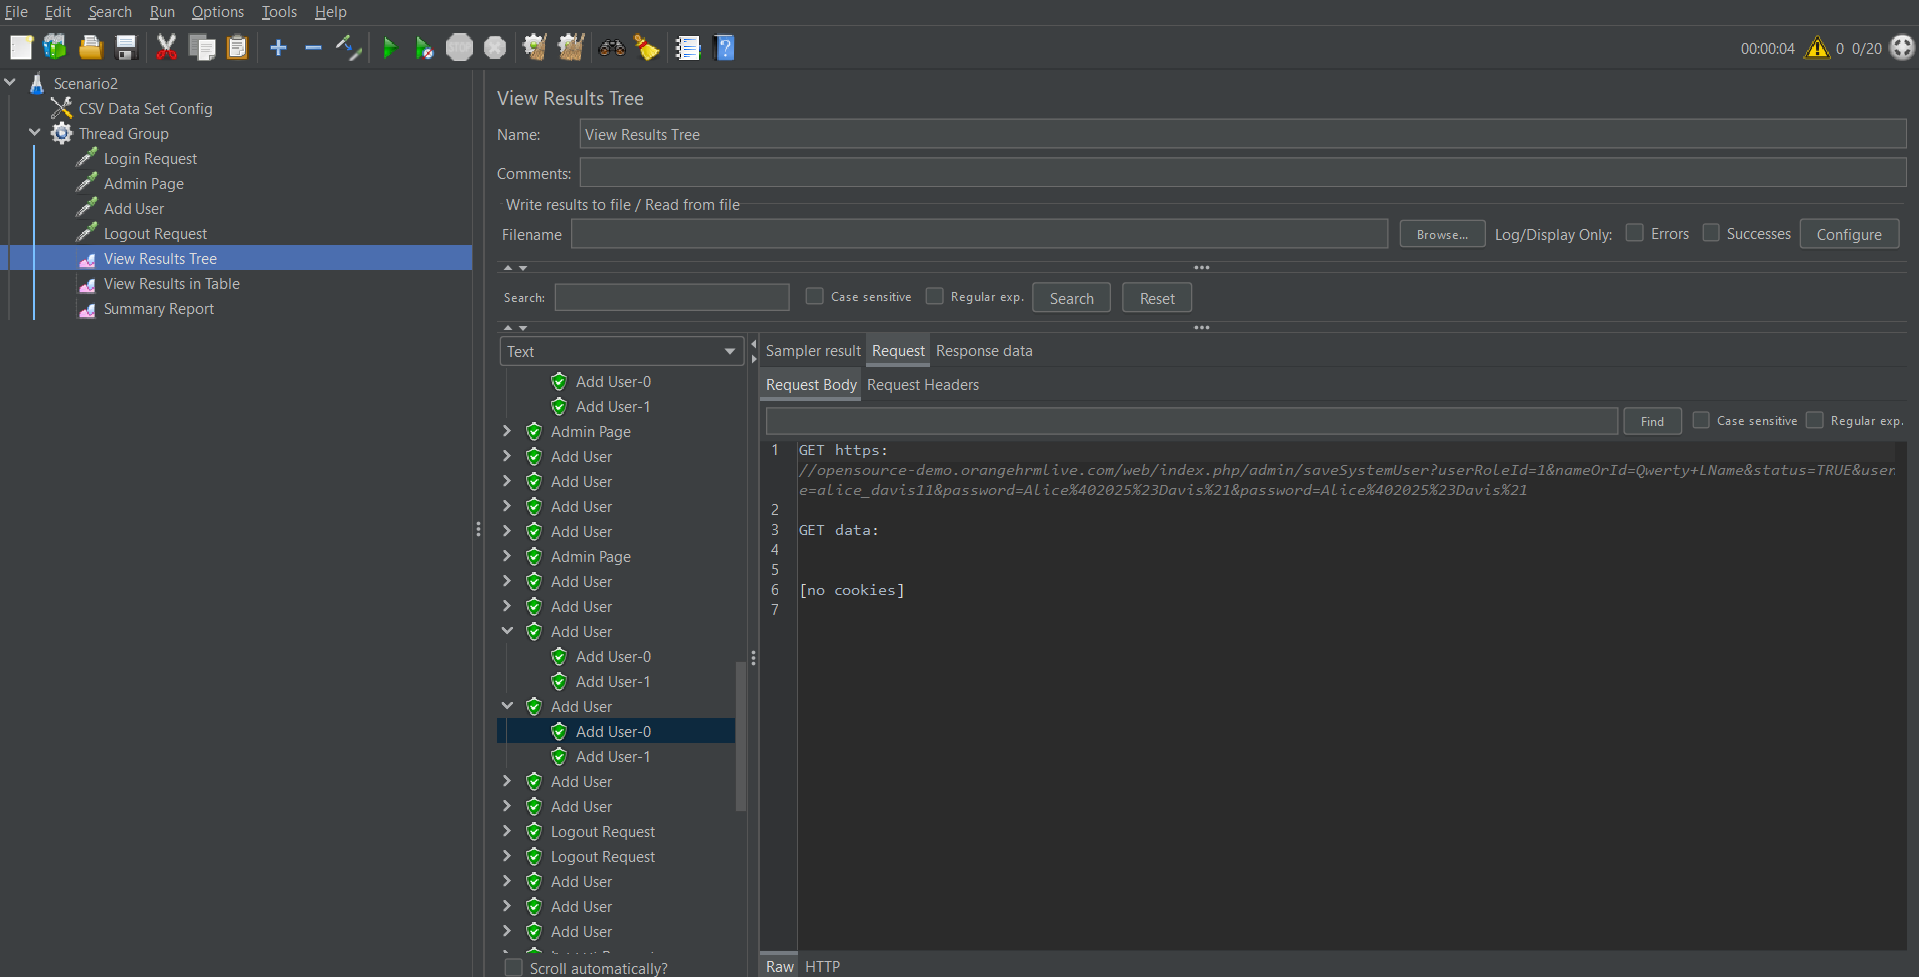 File Edit Search Run Options Tools Help
STOP
00:00:04 0 0/20
Scenario2
CSV Data Set Config
Thread Group
Login Request
Admin Page
Add User
Logout Request
View Results Tree
View Results in Table
Summary Report
View Results Tree
Name: View Results Tree
Comments:
Write results to file / Read from file
Filename Browse... Log/Display Only: Errors Successes Configure
Search: Case sensitive Regular exp. Search Reset
Text
Add User-0
Add User-1
Admin Page
Add User
Add User
Add User
Add User
Admin Page
Add User
Add User
Add User
Add User-0
Add User-1
Add User
Add User-0
Add User-1
Add User
Add User
Logout Request
Logout Request
Add User
Add User
Add User
Scroll automatically?
Sampler result Request Response data
Request Body Request Headers
Find Case sensitive Regular exp.
1 GET https:
//opensource-demo.orangehrmlive.com/web/index.php/admin/saveSystemUser?userRoleId=1&nameOrId=Qwerty+LName&status=TRUE&user
e=alice_davis11&password=Alice%402025%23Davis%21&password=Alice%402025%23Davis%21
2
3 GET data:
4
5
6 [no cookies]
7
Raw HTTP